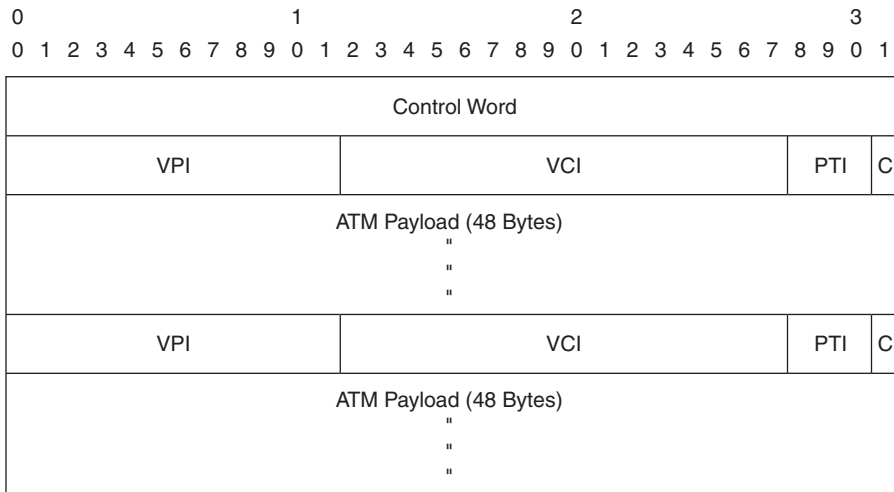 0 1 2 3
0 1 2 3 4 5 6 7 8 9 0 1 2 3 4 5 6 7 8 9 0 1 2 3 4 5 6 7 8 9 0 1
Control Word
VPI VCI PTI C
ATM Payload (48 Bytes)
"
"
"
VPI VCI PTI C
ATM Payload (48 Bytes)
"
"
"